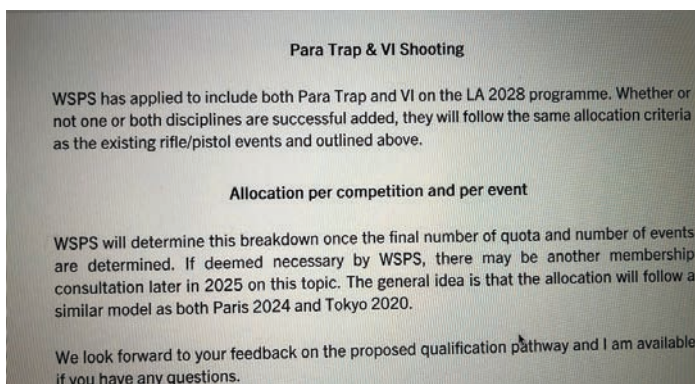 Para Trap & VI Shooting
WSPS has applied to include both Para Trap and VI on the LA 2028 programme. Whether or
not one or both disciplines are successful added, they will follow the same allocation criteria
as the existing rifle/pistol events and outlined above.
Allocation per competition and per event
WSPS will determine this breakdown once the final number of quota and number of events
are determined. If deemed necessary by WSPS, there may be another membership
consultation later in 2025 on this topic. The general idea is that the allocation will follow a
similar model as both Paris 2024 and Tokyo 2020.
We look forward to your feedback on the proposed qualification pathway and I am available
if you have any questions.